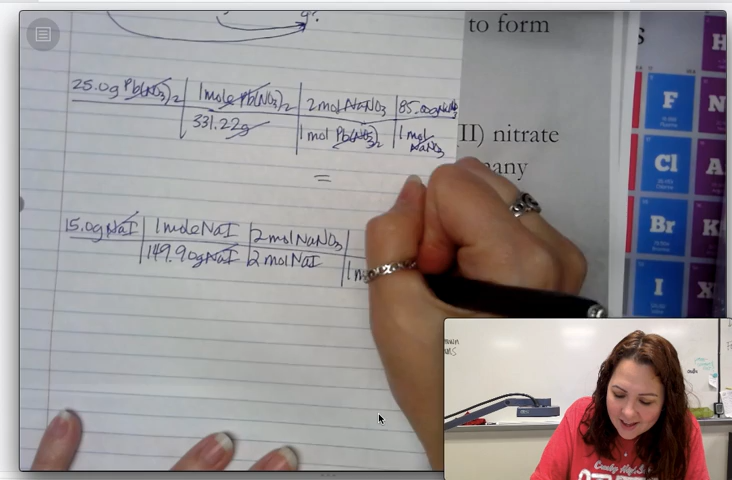 g?
to form
25.0g Pb(NO3)2 | 1mole Pb(NO3)2 | 2mol NaNO3 | 85.00g NaNO3
331.22g | 1mol Pb(NO3)2 | 1mol NaNO3
II) nitrate
=
15.0g NaI | 1mole NaI | 2mol NaNO3
149.90g NaI | 2mol NaI | 1m
H
F
N
Cl
A
Br
K
I
X